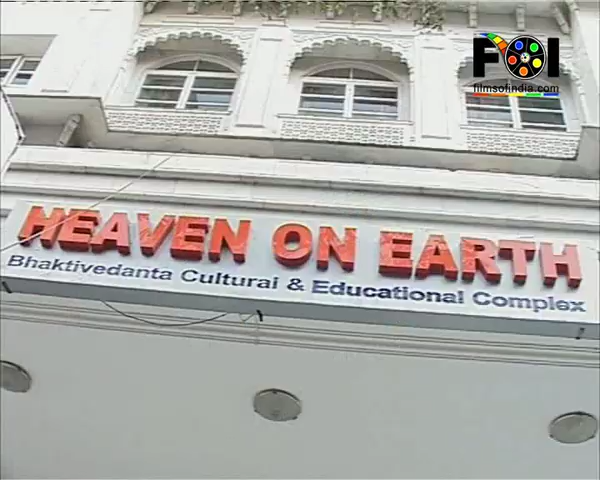 FOI
filmsofindia.com
HEAVEN ON EARTH
Bhaktivedanta Cultural & Educational Complex